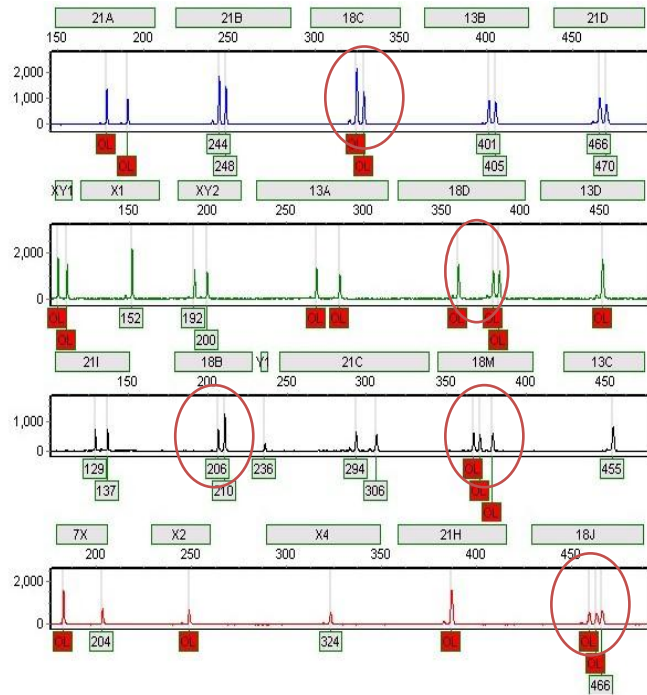 21A 21B 18C 13B 21D
150 200 250 300 350 400 450
2,000
1,000
0
OL 244 OL 401 466
OL 248 OL 405 470
XY1 X1 XY2 13A 18D 13D
150 200 250 300 350 400 450
2,000
0
OL 152 192 OL OL OL OL OL
OL 200 OL
21I 18B Y1 21C 18M 13C
150 200 250 300 350 400 450
1,000
0
129 206 236 294 OL 455
137 210 306 OL
OL
7X X2 X4 21H 18J
200 250 300 350 400 450
2,000
1,000
0
OL 204 OL 324 OL OL
OL
466